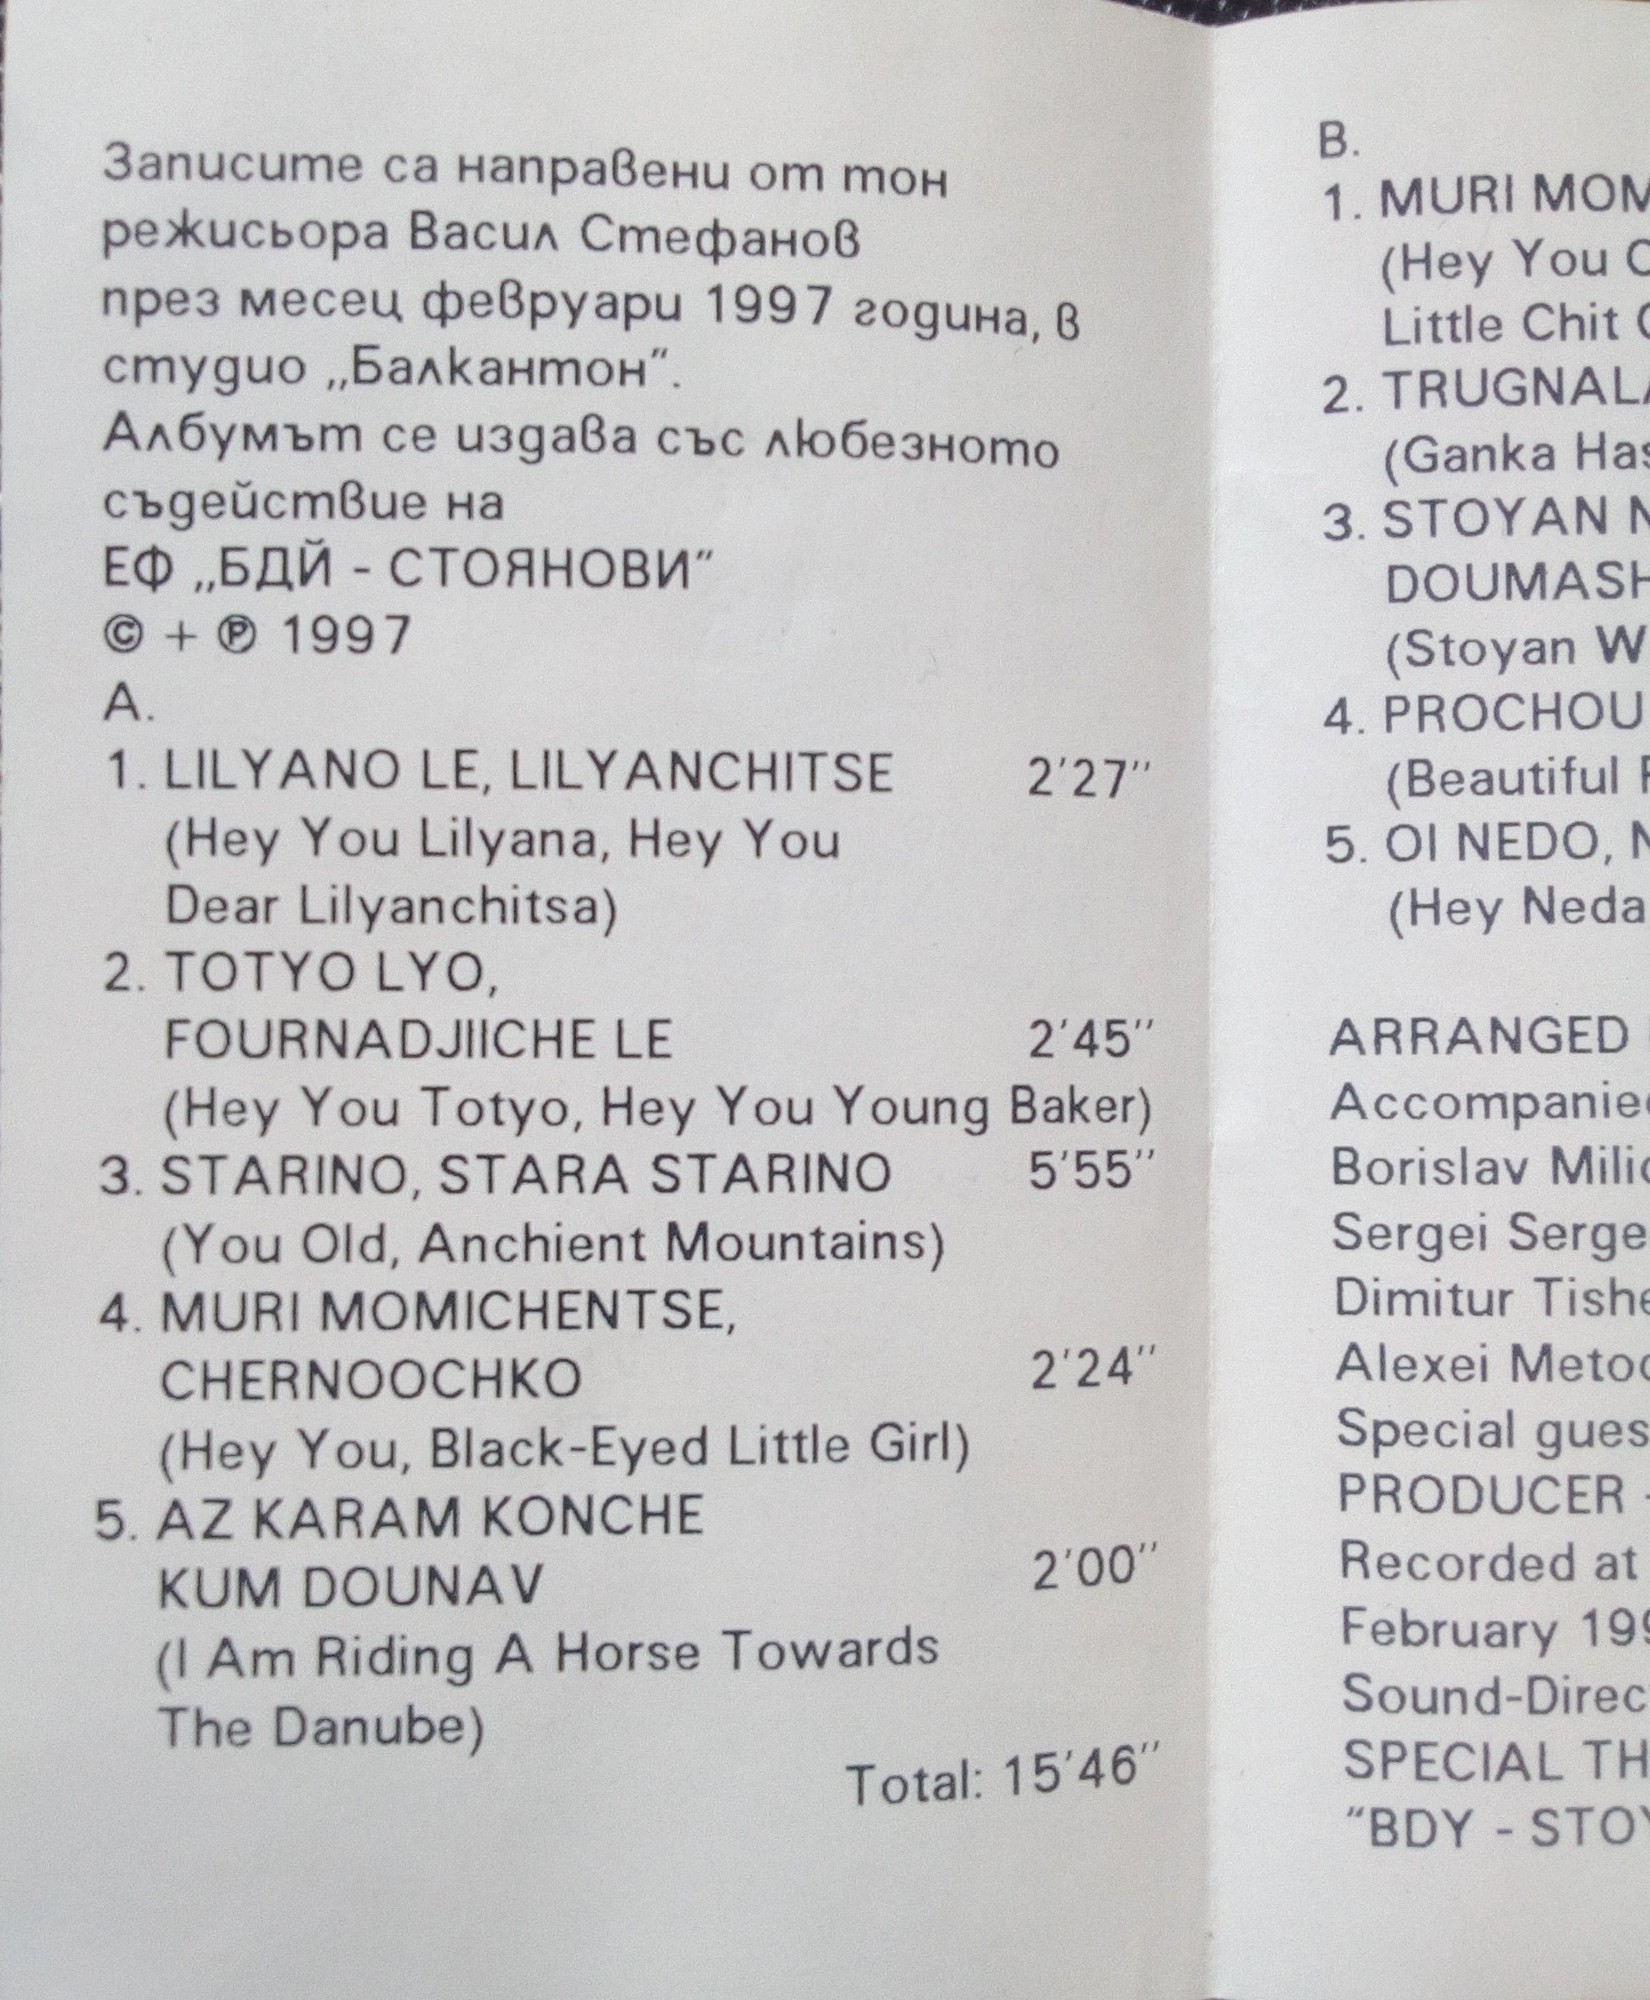 Записите са направени от тон
режисьора Васил Стефанов
през месец февруари 1997 година, в
студио „Балкантон“.
Албумът се издава със любезното
съдействие на
ЕФ „БДЙ - СТОЯНОВИ“
© + ℗ 1997
A.
1. LILYANO LE, LILYANCHITSE 2'27''
(Hey You Lilyana, Hey You
Dear Lilyanchitsa)
2. TOTYO LYO,
FOURNADJIICHE LE 2'45''
(Hey You Totyo, Hey You Young Baker)
3. STARINO, STARA STARINO 5'55''
(You Old, Anchient Mountains)
4. MURI MOMICHENTSE,
CHERNOOCHKO 2'24''
(Hey You, Black-Eyed Little Girl)
5. AZ KARAM KONCHE
KUM DOUNAV 2'00''
(I Am Riding A Horse Towards
The Danube)
Total: 15'46''
B.
1. MURI
(Hey You
Little Chit
2. TRUGNALA
(Ganka
3. STOYAN
(Stoyan
4.
(Beautiful
5. OI NEDO,
(Hey Neda
ARRANGED
Borislav
Sergei
Dimitur
Alexei
Special
PRODUCER -
Recorded at
February
SPECIAL
“BDY -